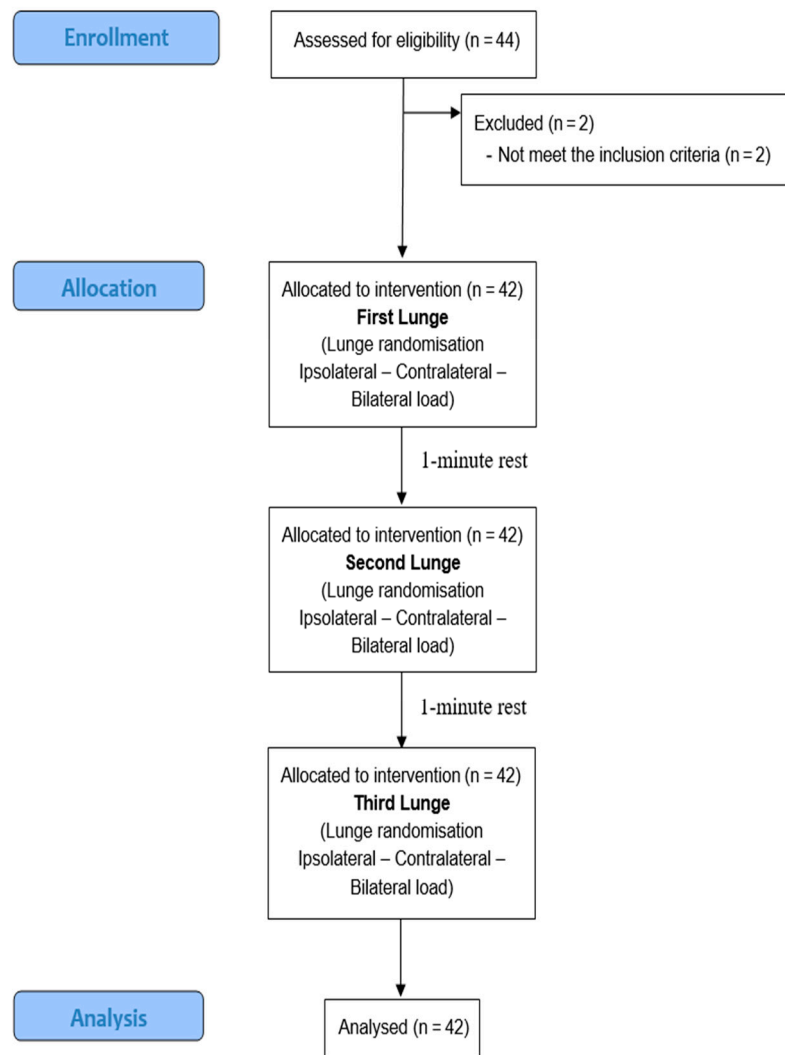 Enrollment
Assessed for eligibility (n = 44)
Excluded (n = 2)
- Not meet the inclusion criteria (n = 2)
Allocation
Allocated to intervention (n = 42)
First Lunge
(Lunge randomisation
Ipsolateral – Contralateral –
Bilateral load)
1-minute rest
Allocated to intervention (n = 42)
Second Lunge
(Lunge randomisation
Ipsolateral – Contralateral –
Bilateral load)
1-minute rest
Allocated to intervention (n = 42)
Third Lunge
(Lunge randomisation
Ipsolateral – Contralateral –
Bilateral load)
Analysis
Analysed (n = 42)